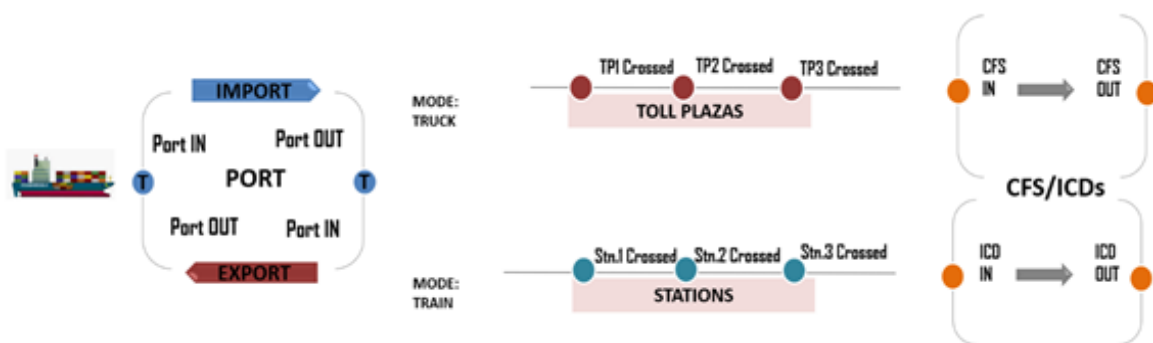 IMPORT
Port IN
Port OUT
T
PORT
T
Port OUT
Port IN
EXPORT
MODE:
TRUCK
TP1 Crossed
TP2 Crossed
TP3 Crossed
TOLL PLAZAS
MODE:
TRAIN
Stn.1 Crossed
Stn.2 Crossed
Stn.3 Crossed
STATIONS
CFS
IN
CFS
OUT
CFS/ICDs
ICD
IN
ICD
OUT